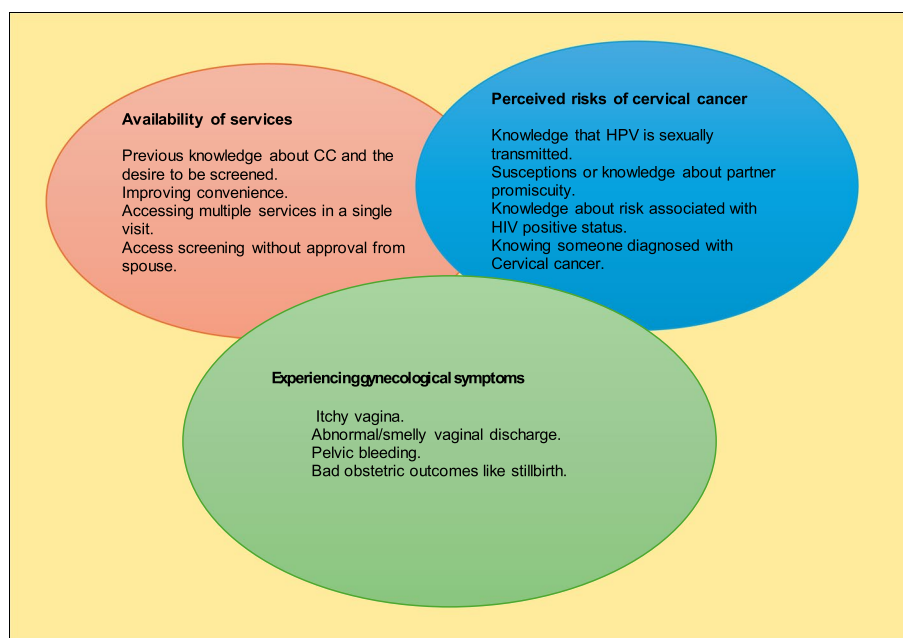 Availability of services
Previous knowledge about CC and the
desire to be screened.
Improving convenience.
Accessing multiple services in a single
visit.
Access screening without approval from
spouse.
Perceived risks of cervical cancer
Knowledge that HPV is sexually
transmitted.
Susceptions or knowledge about partner
promiscuity.
Knowledge about risk associated with
HIV positive status.
Knowing someone diagnosed with
Cervical cancer.
Experiencing gynecological symptoms
Itchy vagina.
Abnormal/smelly vaginal discharge.
Pelvic bleeding.
Bad obstetric outcomes like stillbirth.